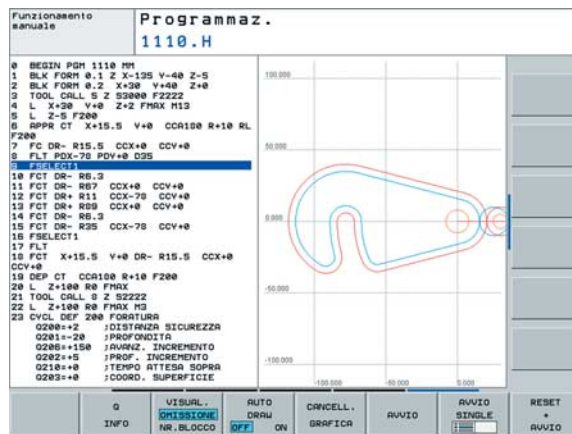 Funzionamento
manuale
Programmaz.
1110.H
0 BEGIN PGM 1110 MM
1 BLK FORM 0.1 Z X-135 Y-40 Z-5
2 BLK FORM 0.2 X+30 Y+40 Z+0
3 TOOL CALL 5 Z S3000 F2222
4 L X+30 Y+0 Z+2 FMAX M13
5 L Z-5 F200
6 APPR CT X+15.5 Y+0 CCA180 R+10 RL
F200
7 FC DR- R15.5 CCX+0 CCY+0
8 FLT PDX-78 PDY+0 D35
9 FSELECT1
10 FCT DR- R6.3
11 FCT DR- R67 CCX+0 CCY+0
12 FCT DR+ R11 CCX-78 CCY+0
13 FCT DR+ R89 CCX+0 CCY+0
14 FCT DR- R6.3
15 FCT DR- R35 CCX-78 CCY+0
16 FSELECT1
17 FLT
18 FCT X+15.5 Y+0 DR- R15.5 CCX+0
CCY+0
19 DEP CT CCA180 R+10 F200
20 L Z+100 R0 FMAX
21 TOOL CALL 8 Z S2222
22 L Z+100 R0 FMAX M3
23 CYCL DEF 200 FORATURA
Q200=+2 ;DISTANZA SICUREZZA
Q201=-20 ;PROFONDITA
Q206=+150 ;AVANZ. INCREMENTO
Q202=+5 ;PROF. INCREMENTO
Q210=+0 ;TEMPO ATTESA SOPRA
Q203=+0 ;COORD. SUPERFICIE
100.000
50.000
0.000
-50.000
-100.000
-100.000 -50.000 0.000
Q
INFO
VISUAL.
OMISSIONE
NR.BLOCCO
AUTO
DRAW
OFF ON
CANCELL.
GRAFICA
AVVIO
AVVIO
SINGLE
RESET
+
AVVIO